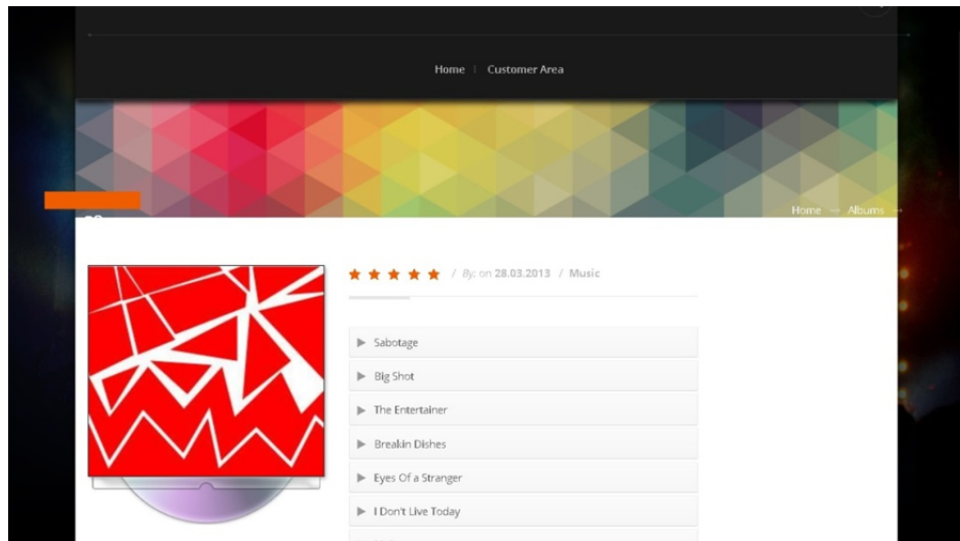 Home | Customer Area
Home → Albums →
/ By: on 28.03.2013 / Music
Sabotage
Big Shot
The Entertainer
Breakin Dishes
Eyes Of a Stranger
I Don't Live Today